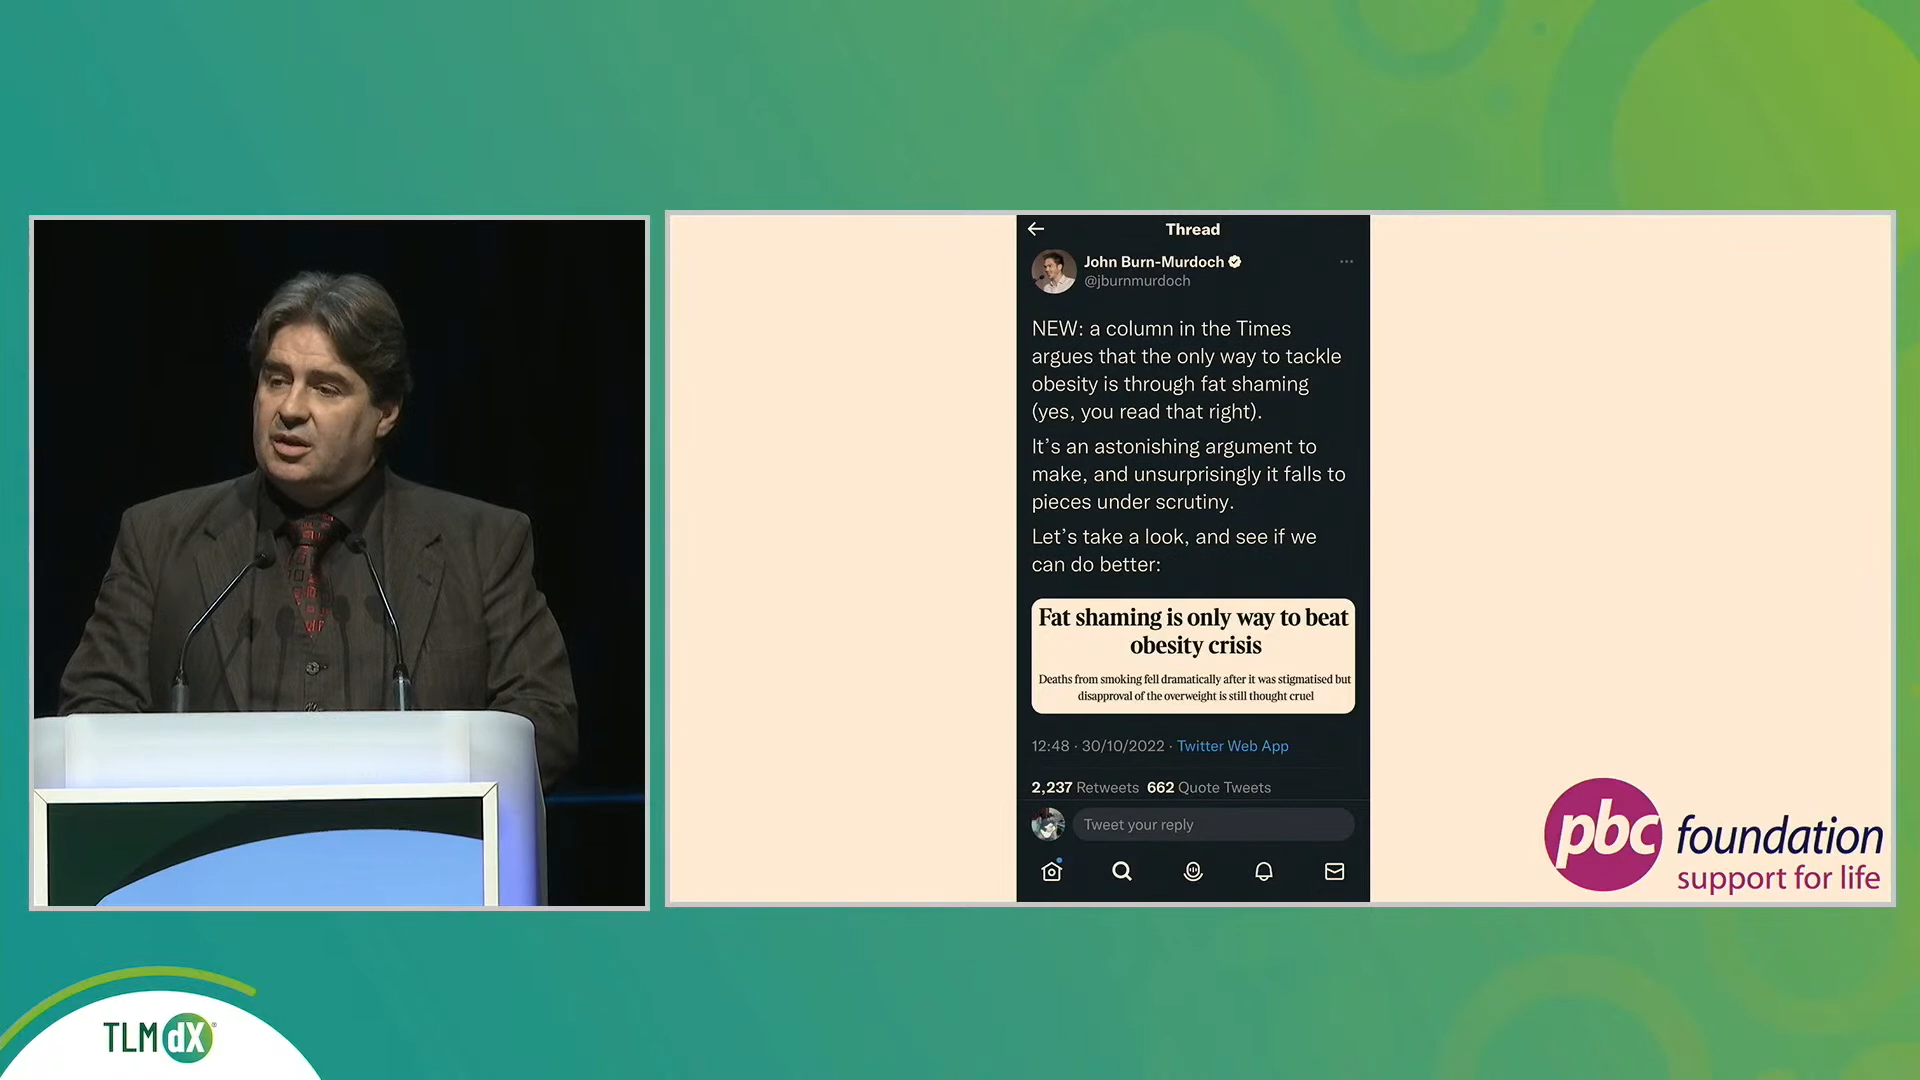 Thread
John Burn-Murdoch
@jburnmurdoch
NEW: a column in the Times
argues that the only way to tackle
obesity is through fat shaming
(yes, you read that right).
It's an astonishing argument to
make, and unsurprisingly it falls to
pieces under scrutiny.
Let's take a look, and see if we
can do better:
Fat shaming is only way to beat
obesity crisis
Deaths from smoking fell dramatically after it was stigmatised but
disapproval of the overweight is still thought cruel
12:48 · 30/10/2022 · Twitter Web App
2,237 Retweets 662 Quote Tweets
Tweet your reply
pbc foundation
support for life
TLM dX